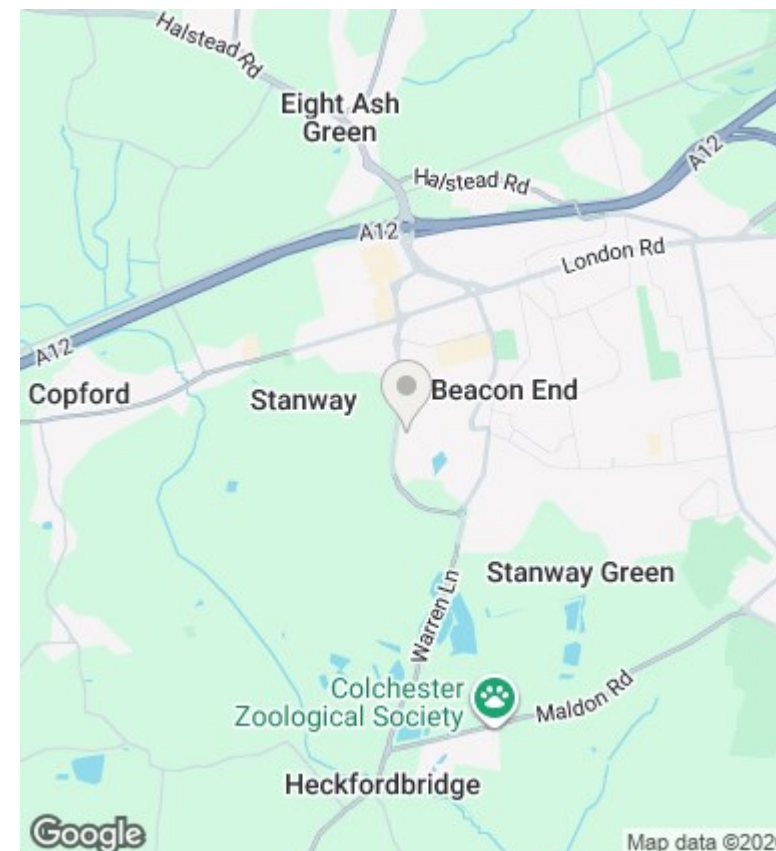 Halstead Rd
Eight Ash
Green
A12
Halstead Rd
A12
London Rd
A12
Copford
Stanway
Beacon End
Stanway Green
Warren Ln
Colchester
Zoological Society
Maldon Rd
Heckfordbridge
Google
Map data ©202